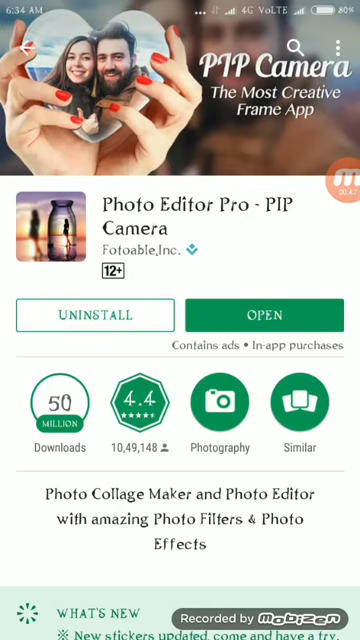 6:34 AM ... 4G VoLTE 80%
PIP Camera
The Most Creative
Frame App
00:47
Photo Editor Pro - PIP
Camera
Fotoable,Inc.
12+
UNINSTALL
OPEN
Contains ads • In-app purchases
50
MILLION
4.4
Downloads
10,49,148
Photography
Similar
Photo Collage Maker and Photo Editor
with amazing Photo Filters & Photo
Effects
WHAT'S NEW
※ New stickers updated, come and have a try.
Recorded by mobizen